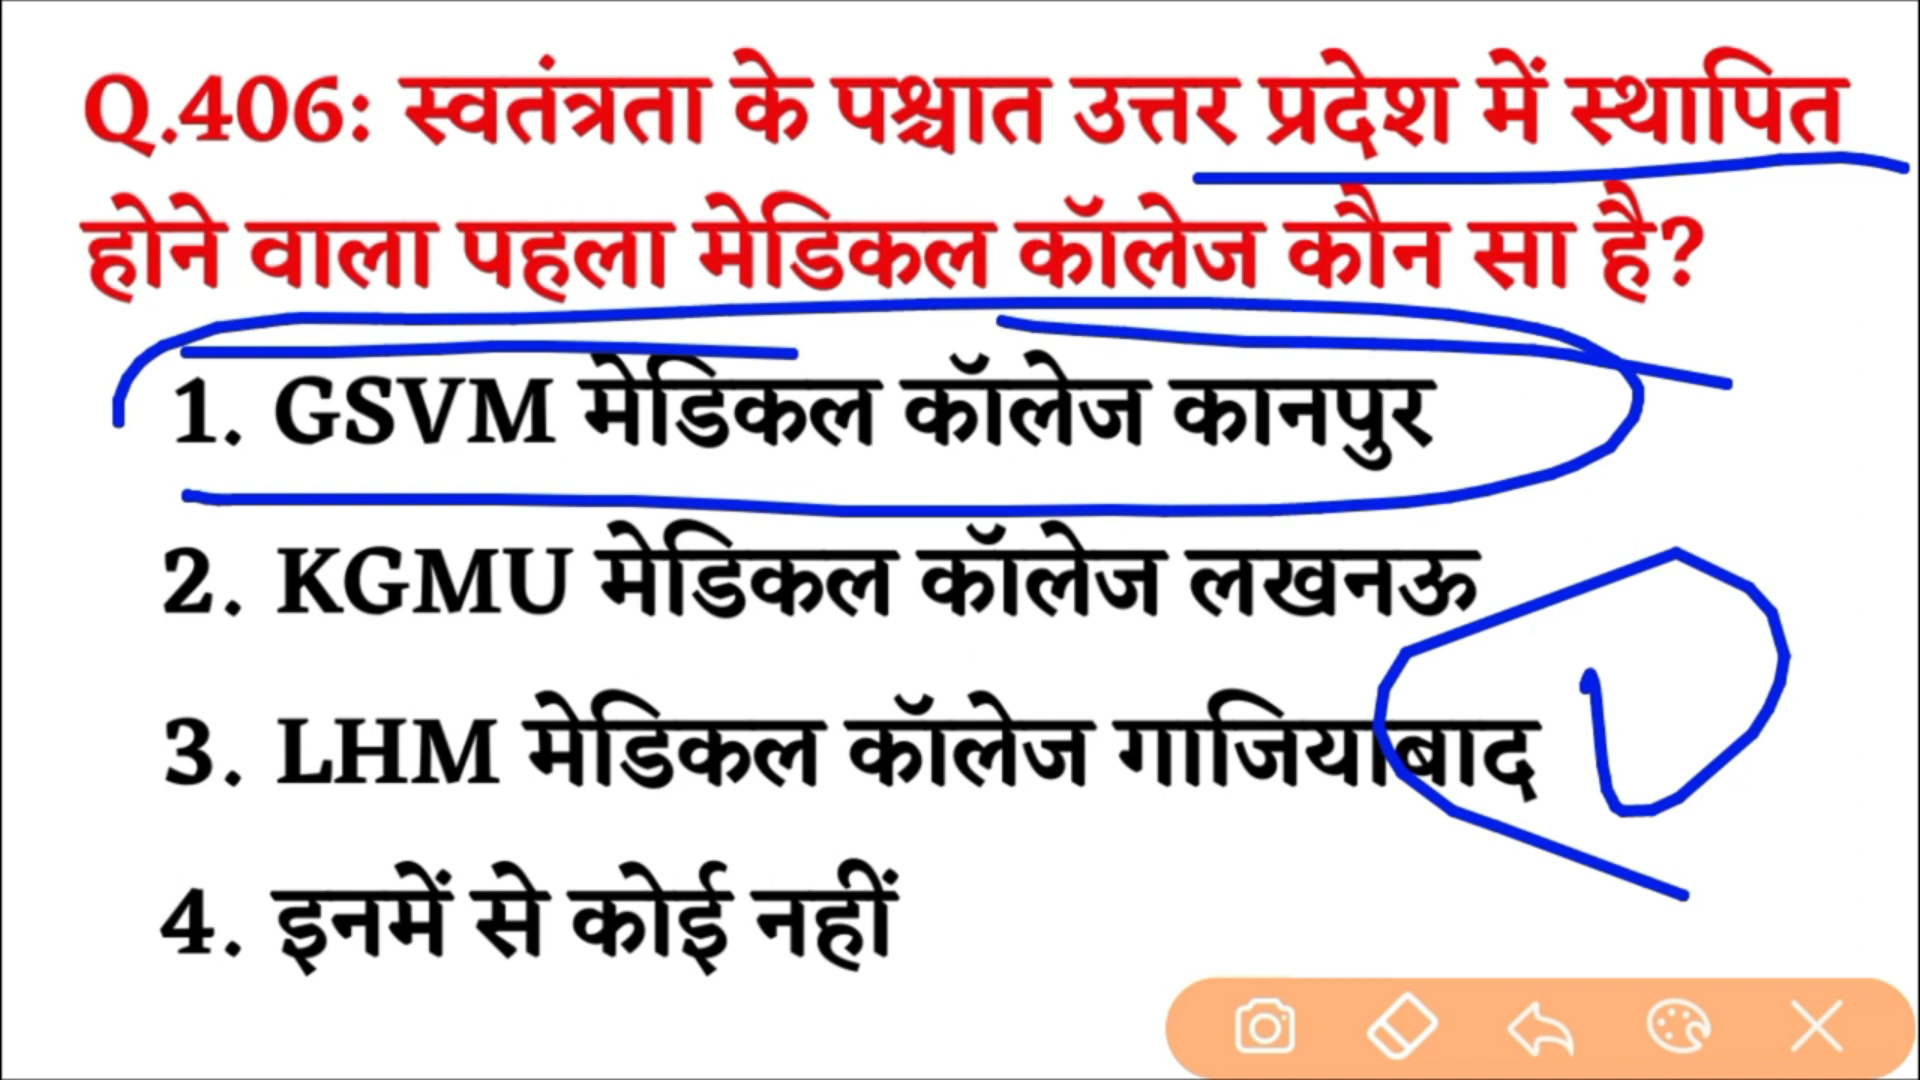 Q.406: स्वतंत्रता के पश्चात उत्तर प्रदेश में स्थापित
होने वाला पहला मेडिकल कॉलेज कौन सा है?
1. GSVM मेडिकल कॉलेज कानपुर
2. KGMU मेडिकल कॉलेज लखनऊ
3. LHM मेडिकल कॉलेज गाजियाबाद
4. इनमें से कोई नहीं